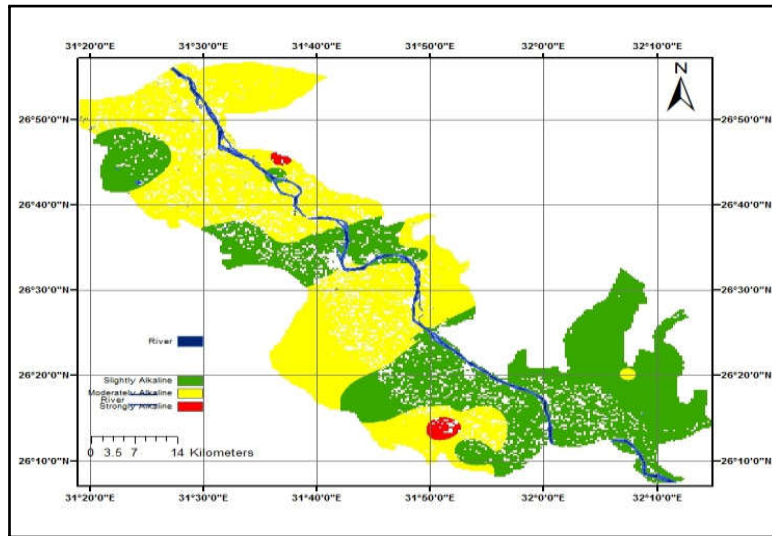 31°20'0"E 31°30'0"E 31°40'0"E 31°50'0"E 32°0'0"E 32°10'0"E
N
26°50'0"N 26°50'0"N
26°40'0"N 26°40'0"N
26°30'0"N 26°30'0"N
River
26°20'0"N 26°20'0"N
Slightly Alkaline
Moderately Alkaline
River
Strongly Alkaline
0 3.5 7 14 Kilometers
26°10'0"N 26°10'0"N
31°20'0"E 31°30'0"E 31°40'0"E 31°50'0"E 32°0'0"E 32°10'0"E